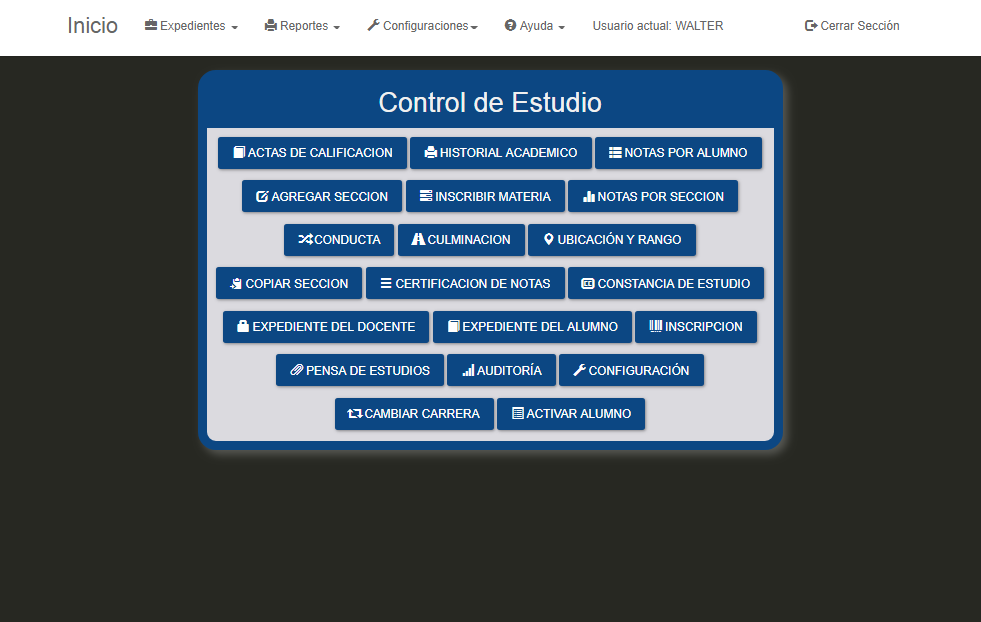 Inicio Expedientes Reportes Configuraciones Ayuda Usuario actual: WALTER Cerrar Sección
Control de Estudio
ACTAS DE CALIFICACION HISTORIAL ACADEMICO NOTAS POR ALUMNO
AGREGAR SECCION INSCRIBIR MATERIA NOTAS POR SECCION
CONDUCTA CULMINACION UBICACIÓN Y RANGO
COPIAR SECCION CERTIFICACION DE NOTAS CONSTANCIA DE ESTUDIO
EXPEDIENTE DEL DOCENTE EXPEDIENTE DEL ALUMNO INSCRIPCION
PENSA DE ESTUDIOS AUDITORÍA CONFIGURACIÓN
CAMBIAR CARRERA ACTIVAR ALUMNO